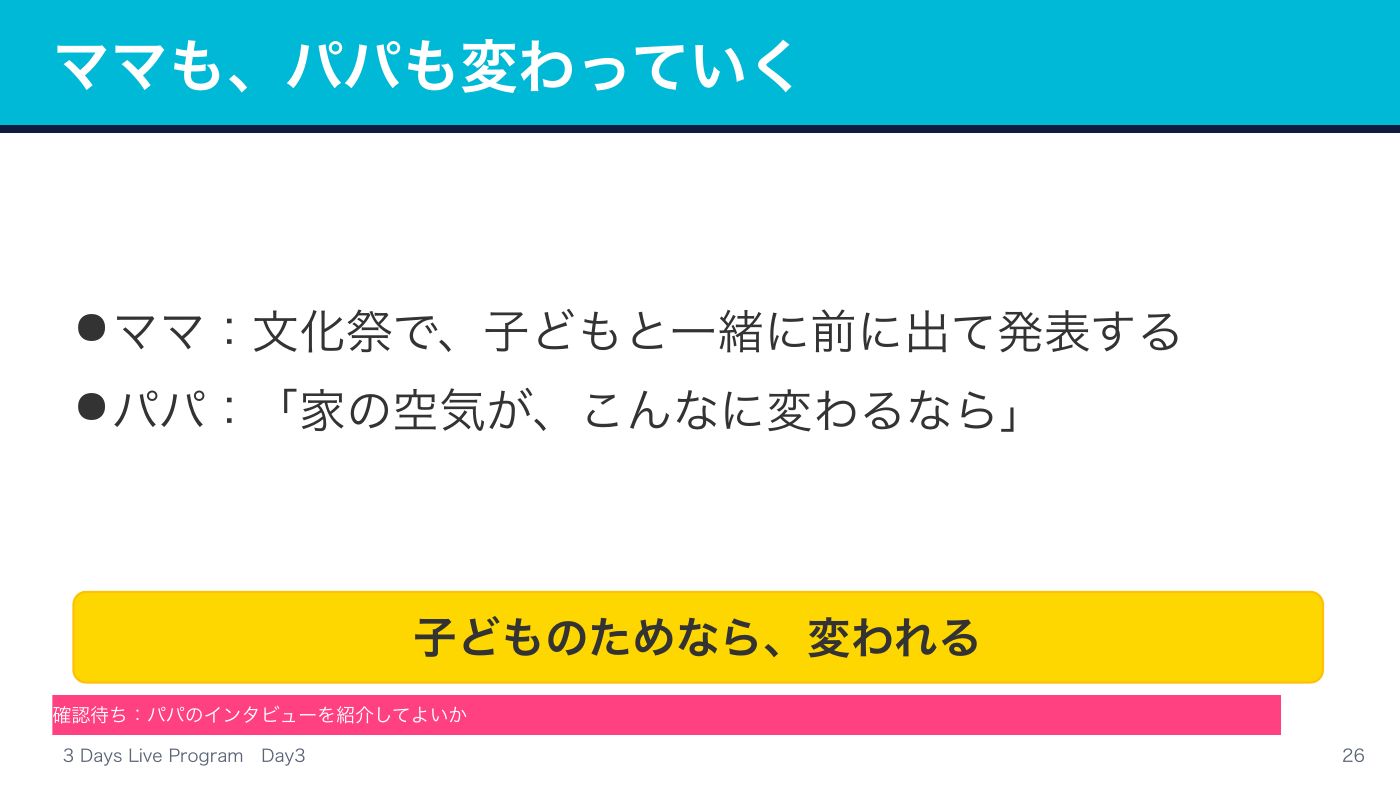 ママも、パパも変わっていく
●ママ：文化祭で、子どもと一緒に前に出て発表する
●パパ：「家の空気が、こんなに変わるなら」
子どものためなら、変われる
確認待ち：パパのインタビューを紹介してよいか
3 Days Live Program　Day3
26